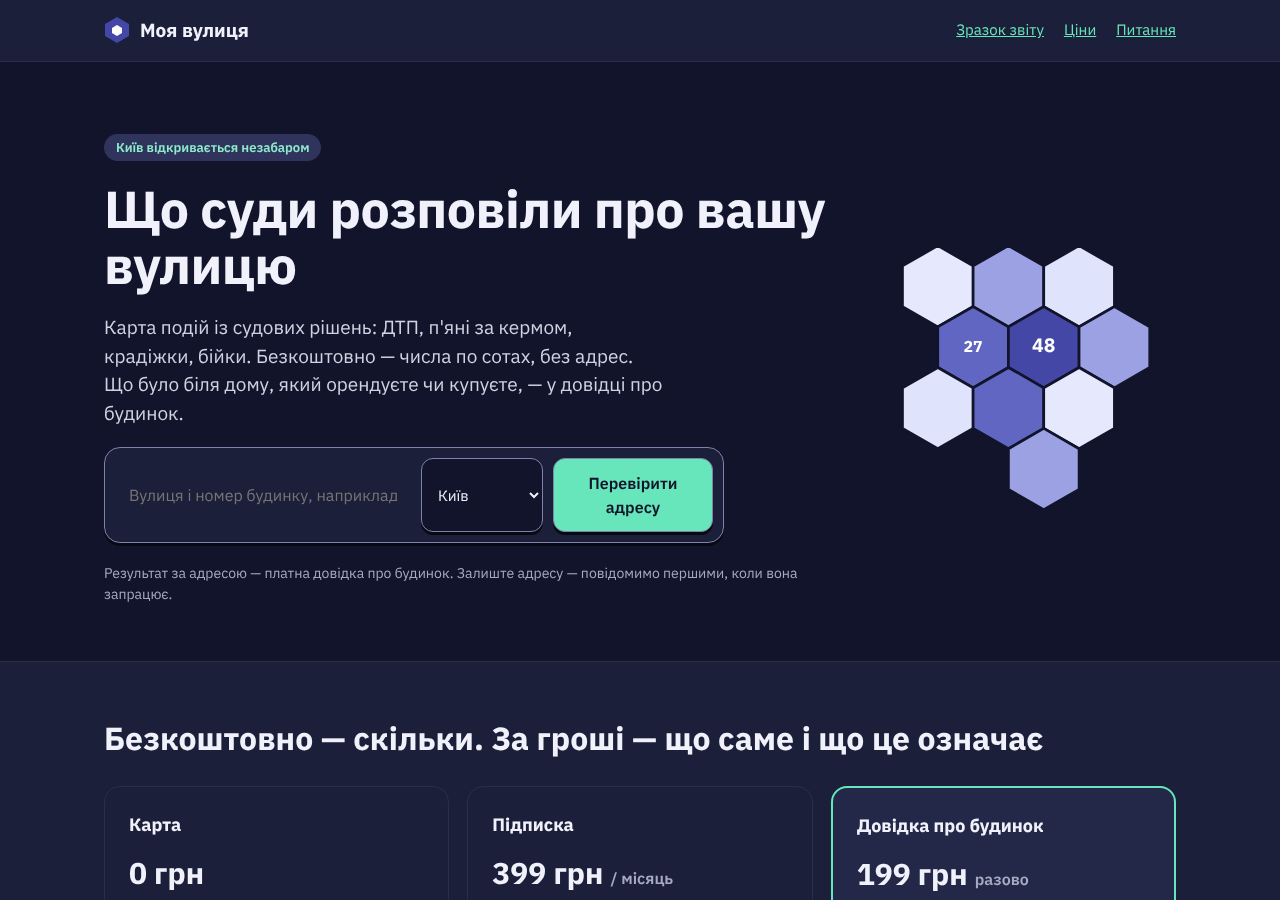 Моя вулиця
Зразок звіту Ціни Питання
Київ відкривається незабаром
Що суди розповіли про вашу
вулицю
Карта подій із судових рішень: ДТП, п'яні за кермом,
крадіжки, бійки. Безкоштовно — числа по сотах, без адрес.
Що було біля дому, який орендуєте чи купуєте, — у довідці про
будинок.
27
48
Вулиця і номер будинку, наприклад
Київ
Перевірити
адресу
Результат за адресою — платна довідка про будинок. Залиште адресу — повідомимо першими, коли вона
запрацює.
Безкоштовно — скільки. За гроші — що саме і що це означає
Карта
0 грн
Підписка
399 грн / місяць
Довідка про будинок
199 грн разово